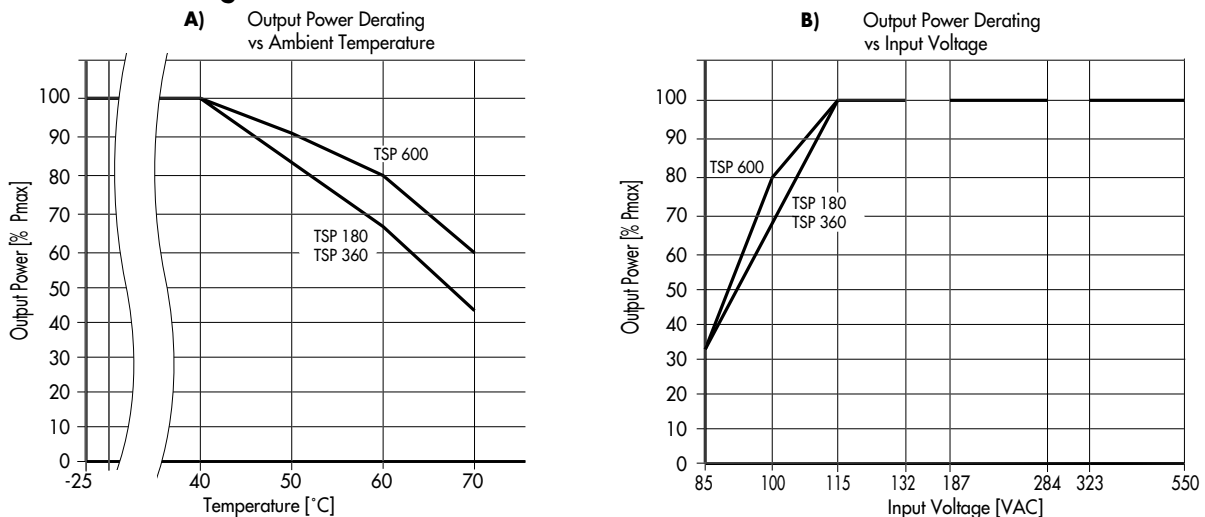 A) Output Power Derating
vs Ambient Temperature
100
90
80
70
60
50
40
30
20
10
0
Output Power [% Pmax]
TSP 600
TSP 180
TSP 360
-25 40 50 60 70
Temperature [˚C]
B) Output Power Derating
vs Input Voltage
100
90
80
70
60
50
40
30
20
10
0
Output Power [% Pmax]
TSP 600
TSP 180
TSP 360
85 100 115 132 187 284 323 550
Input Voltage [VAC]